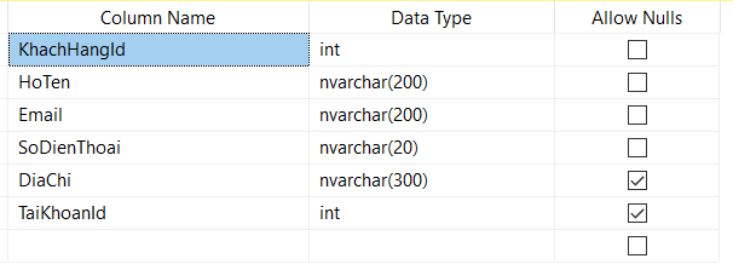 Column Name Data Type Allow Nulls
KhachHangId int
HoTen nvarchar(200)
Email nvarchar(200)
SoDienThoai nvarchar(20)
DiaChi nvarchar(300)
TaiKhoanId int